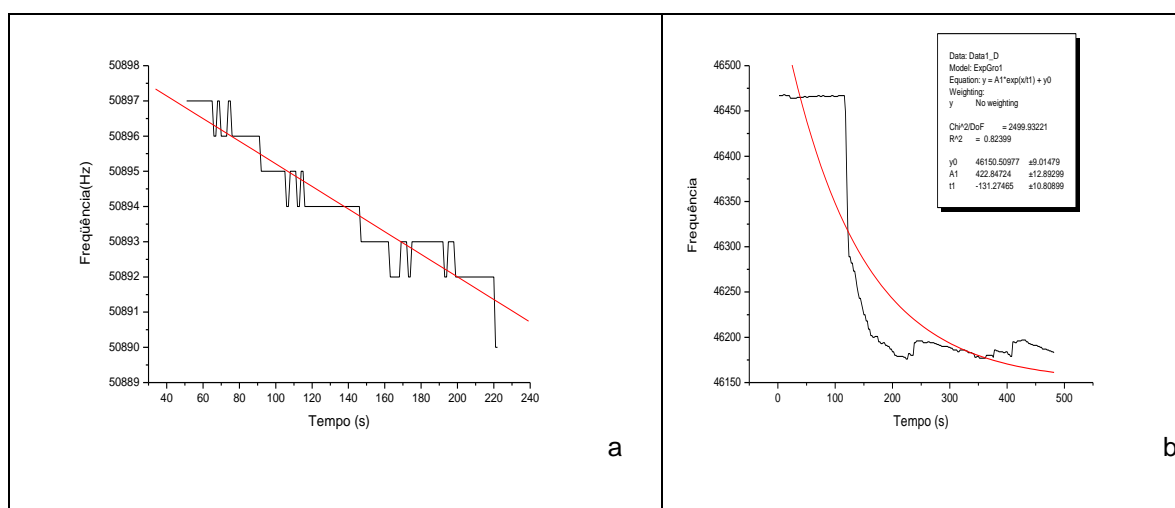 50898
50897
50896
50895
50894
50893
50892
50891
50890
50889
Freqüência(Hz)
40 60 80 100 120 140 160 180 200 220 240
Tempo (s)
a
46500
46450
46400
46350
46300
46250
46200
46150
Frequência
0 100 200 300 400 500
Tempo (s)
Data: Data1_D
Model: ExpGro1
Equation: y = A1*exp(x/t1) + y0
Weighting:
y No weighting
Chi^2/DoF = 2499.93221
R^2 = 0.82399
y0 46150.50977 ±9.01479
A1 422.84724 ±12.89299
t1 -131.27465 ±10.80899
b